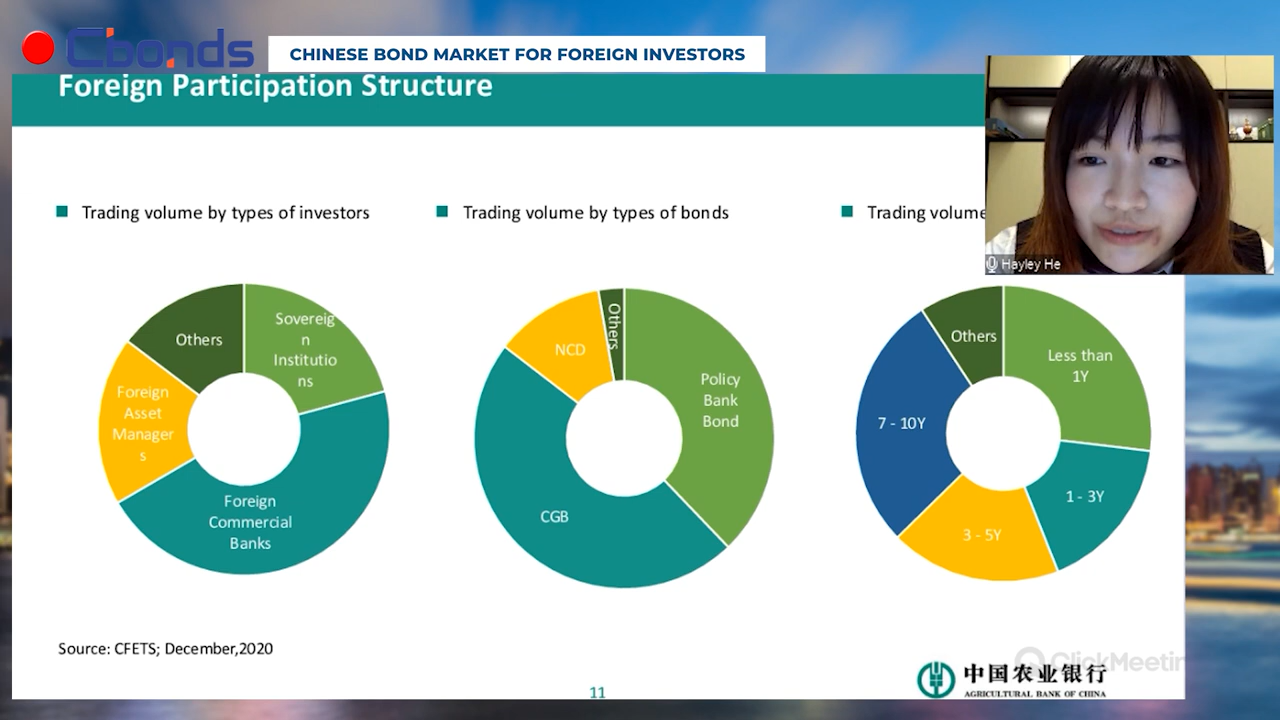 Cbonds
CHINESE BOND MARKET FOR FOREIGN INVESTORS
Foreign Participation Structure
Trading volume by types of investors
Trading volume by types of bonds
Trading volume
Hayley He
Others
Sovereig
n
Institutio
ns
Foreign
Asset
Manager
s
Foreign
Commercial
Banks
Others
NCD
Policy
Bank
Bond
CGB
Others
Less than
1Y
7 - 10Y
1 - 3Y
3 - 5Y
Source: CFETS; December,2020
11
ClickMeetin
中国农业银行
AGRICULTURAL BANK OF CHINA